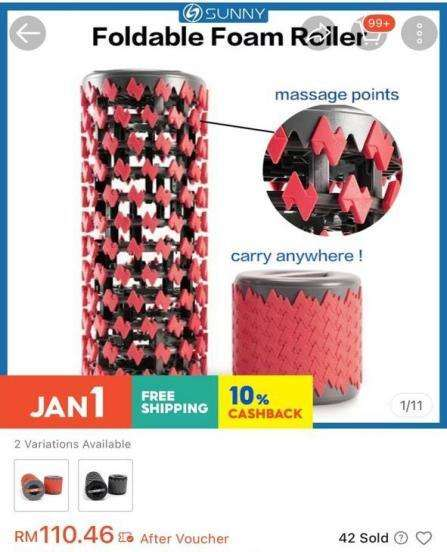 SUNNY
Foldable Foam Roller
99+
massage points
carry anywhere !
JAN1
FREE
SHIPPING
10%
CASHBACK
1/11
2 Variations Available
RM110.46 After Voucher
42 Sold